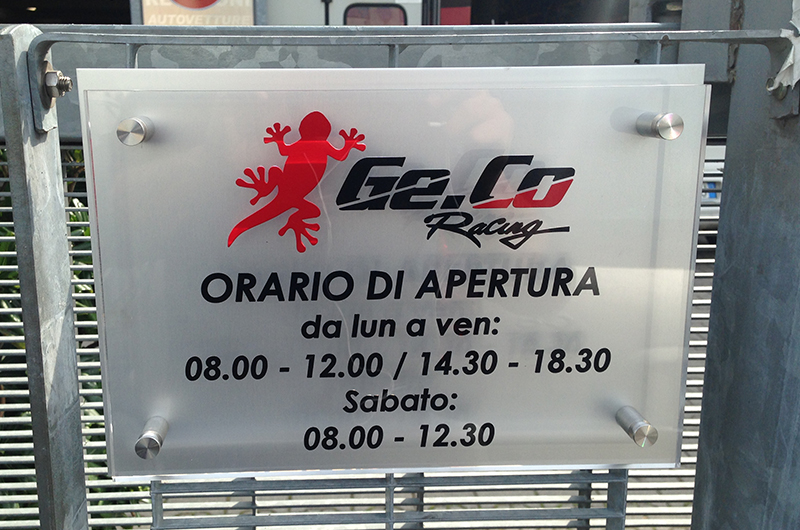 AUTOVETTURE
Ge.Co
Racing
ORARIO DI APERTURA
da lun a ven:
08.00 - 12.00 / 14.30 - 18.30
Sabato:
08.00 - 12.30